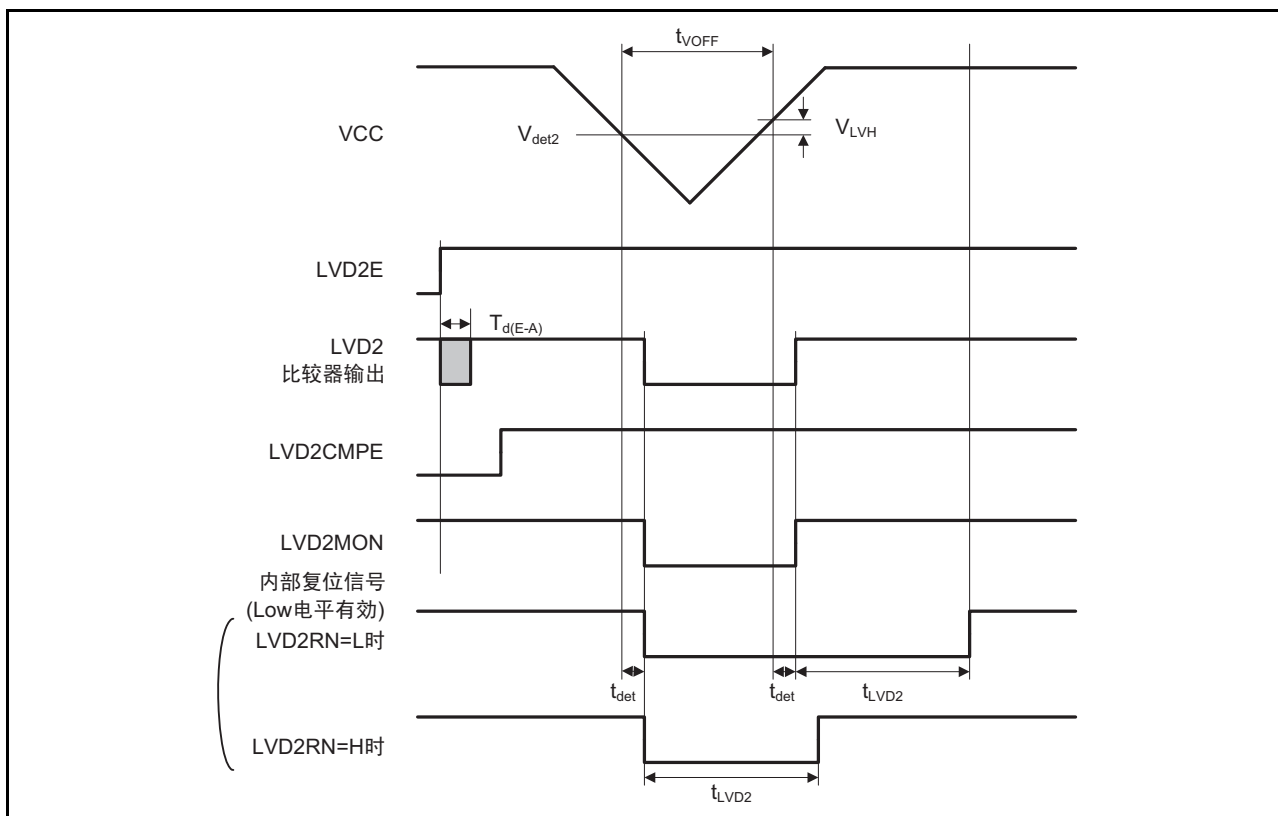 tVOFF
VCC
Vdet2
VLVH
LVD2E
Td(E-A)
LVD2
比较器输出
LVD2CMPE
LVD2MON
内部复位信号
(Low电平有效)
LVD2RN=L时
tdet
tdet
tLVD2
LVD2RN=H时
tLVD2